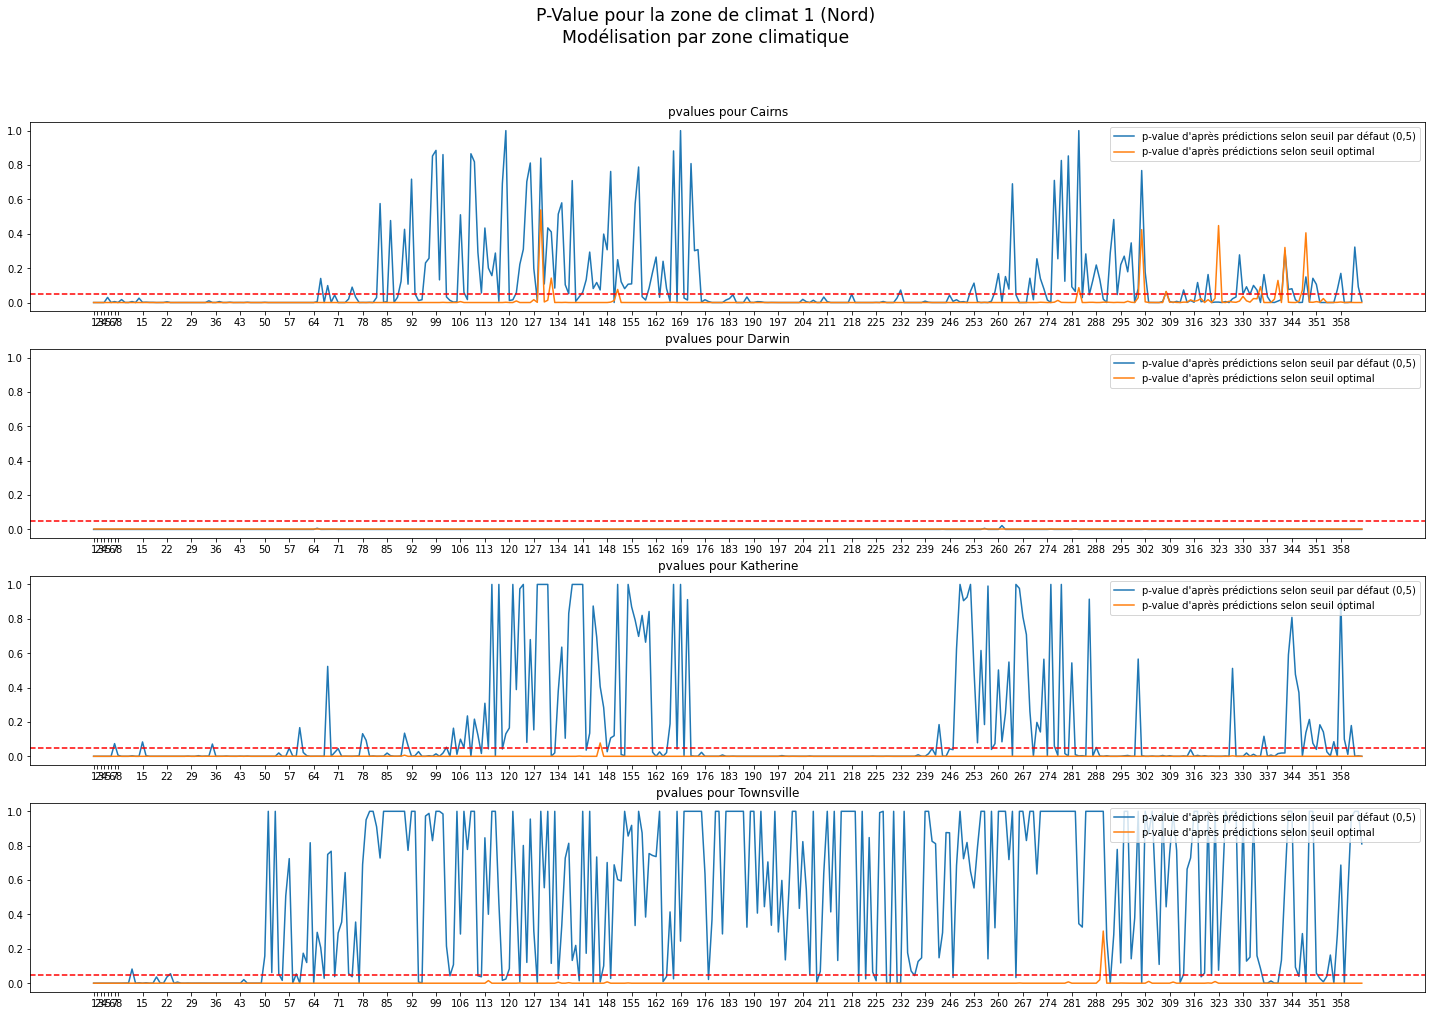 P-Value pour la zone de climat 1 (Nord)
Modélisation par zone climatique
pvalues pour Cairns
1.0
p-value d'après prédictions selon seuil par défaut (0,5)
p-value d'après prédictions selon seuil optimal
0.8
0.6
0.4
0.2
0.0
12345678 15 22 29 36 43 50 57 64 71 78 85 92 99 106 113 120 127 134 141 148 155 162 169 176 183 190 197 204 211 218 225 232 239 246 253 260 267 274 281 288 295 302 309 316 323 330 337 344 351 358
pvalues pour Darwin
1.0
p-value d'après prédictions selon seuil par défaut (0,5)
p-value d'après prédictions selon seuil optimal
0.8
0.6
0.4
0.2
0.0
12345678 15 22 29 36 43 50 57 64 71 78 85 92 99 106 113 120 127 134 141 148 155 162 169 176 183 190 197 204 211 218 225 232 239 246 253 260 267 274 281 288 295 302 309 316 323 330 337 344 351 358
pvalues pour Katherine
1.0
p-value d'après prédictions selon seuil par défaut (0,5)
p-value d'après prédictions selon seuil optimal
0.8
0.6
0.4
0.2
0.0
12345678 15 22 29 36 43 50 57 64 71 78 85 92 99 106 113 120 127 134 141 148 155 162 169 176 183 190 197 204 211 218 225 232 239 246 253 260 267 274 281 288 295 302 309 316 323 330 337 344 351 358
pvalues pour Townsville
1.0
p-value d'après prédictions selon seuil par défaut (0,5)
p-value d'après prédictions selon seuil optimal
0.8
0.6
0.4
0.2
0.0
12345678 15 22 29 36 43 50 57 64 71 78 85 92 99 106 113 120 127 134 141 148 155 162 169 176 183 190 197 204 211 218 225 232 239 246 253 260 267 274 281 288 295 302 309 316 323 330 337 344 351 358